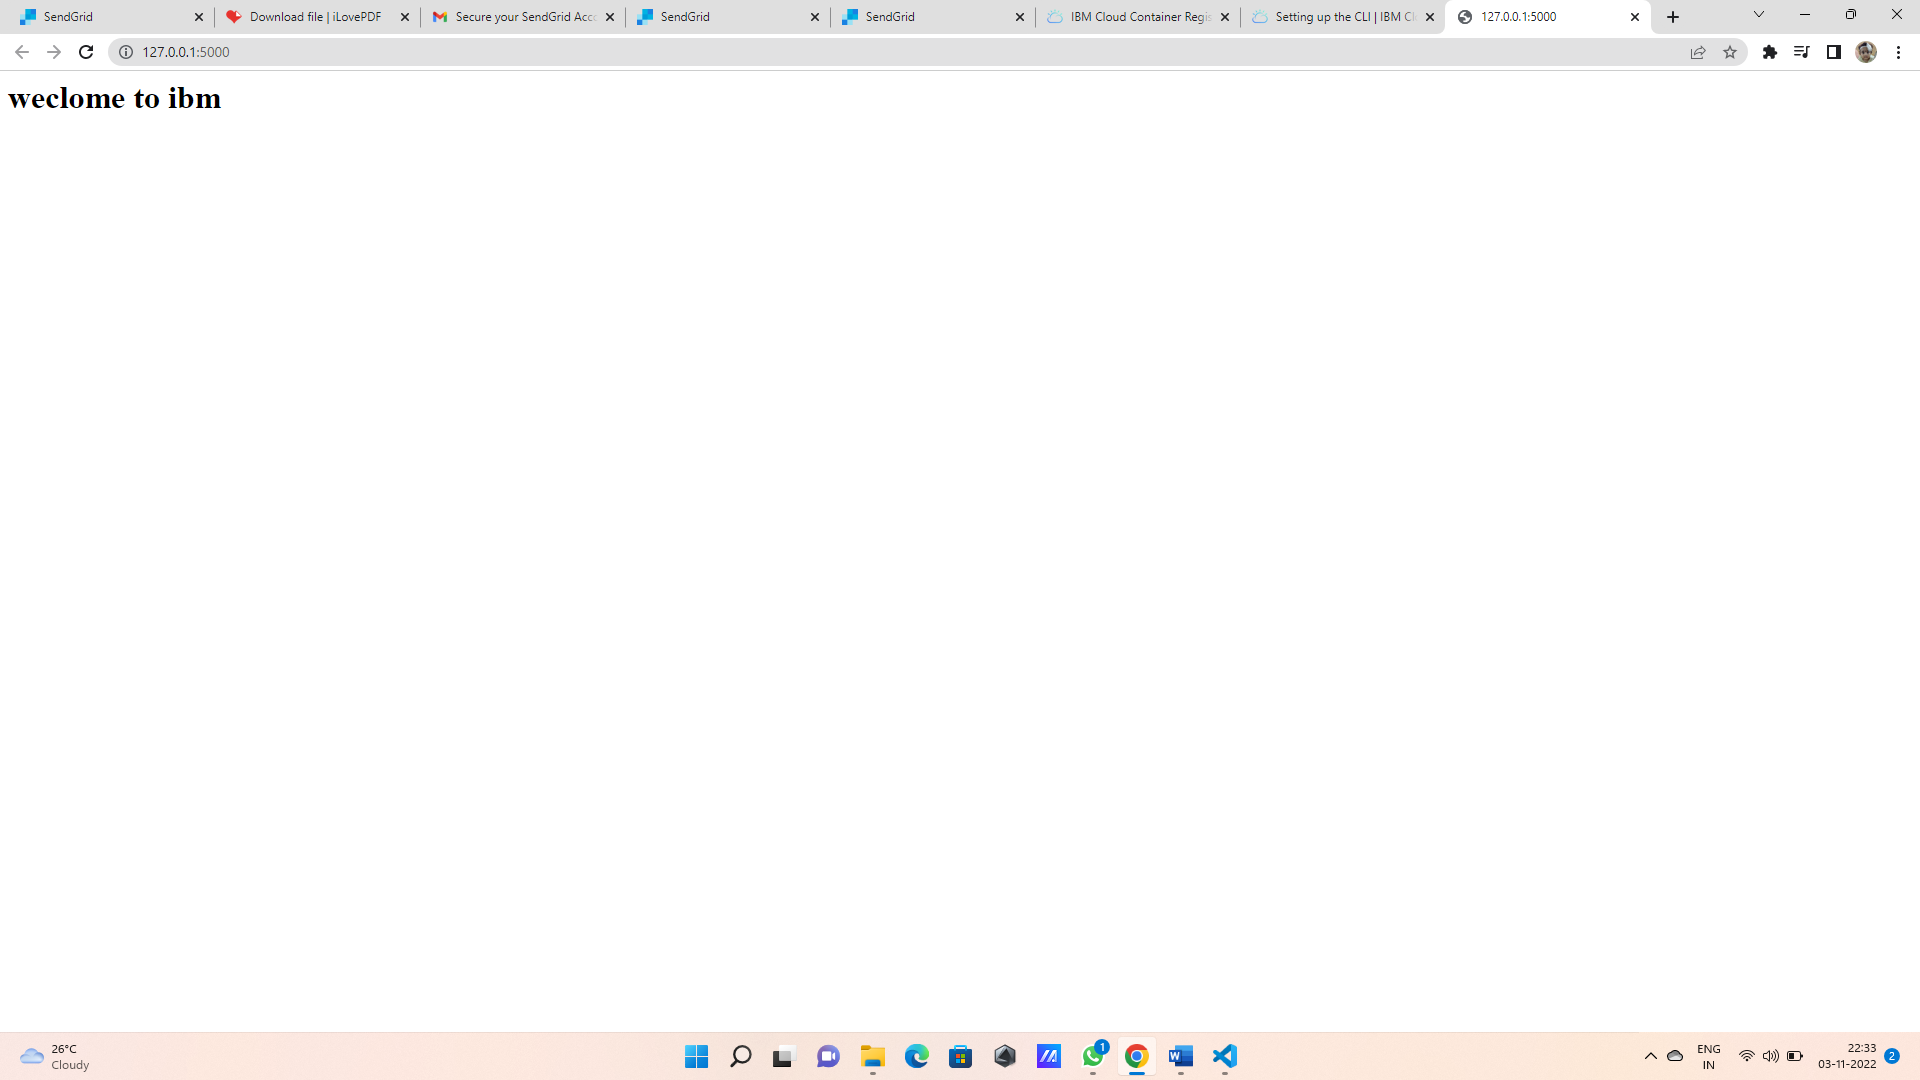 SendGrid
Download file | iLovePDF
Secure your SendGrid Acco
SendGrid
SendGrid
IBM Cloud Container Regis
Setting up the CLI | IBM Cl
127.0.0.1:5000
127.0.0.1:5000
weclome to ibm
26°C
Cloudy
1
ENG
IN
22:33
03-11-2022
2